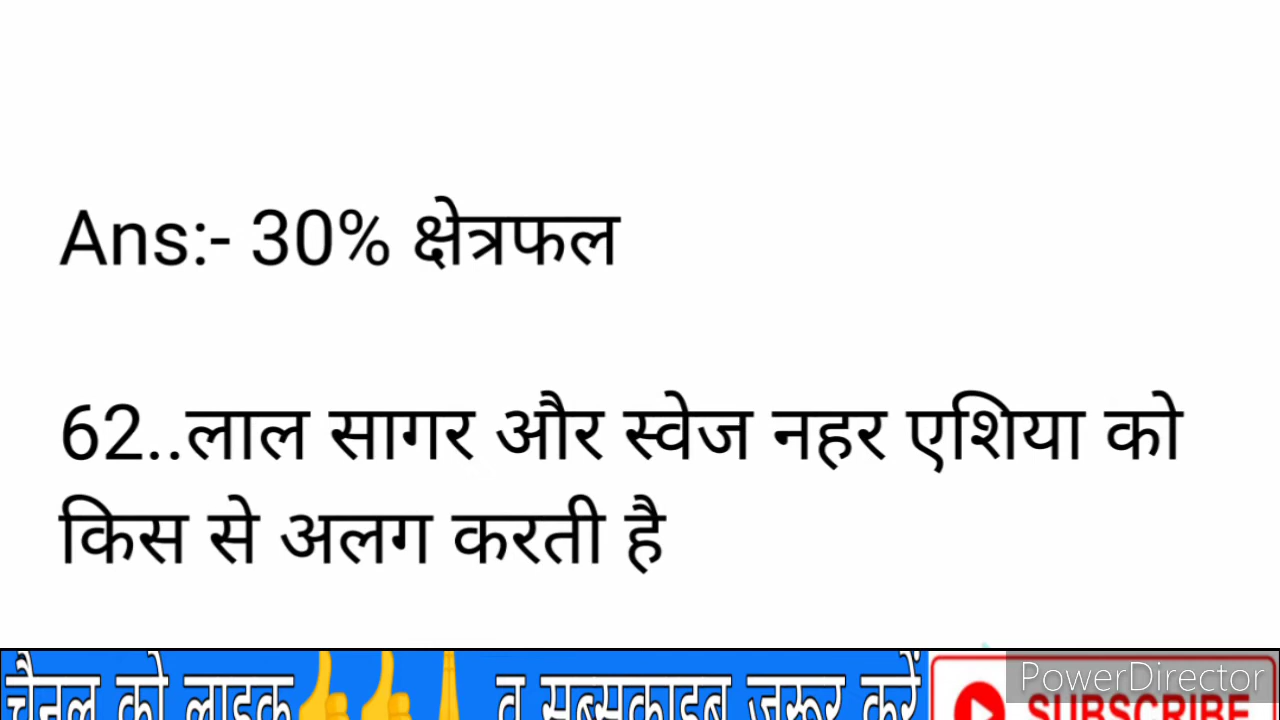 Ans:- 30% क्षेत्रफल
62..लाल सागर और स्वेज नहर एशिया को
किस से अलग करती है
चैनल को लाइक व सब्सक्राइब जरूर करें
PowerDirector
SUBSCRIBE